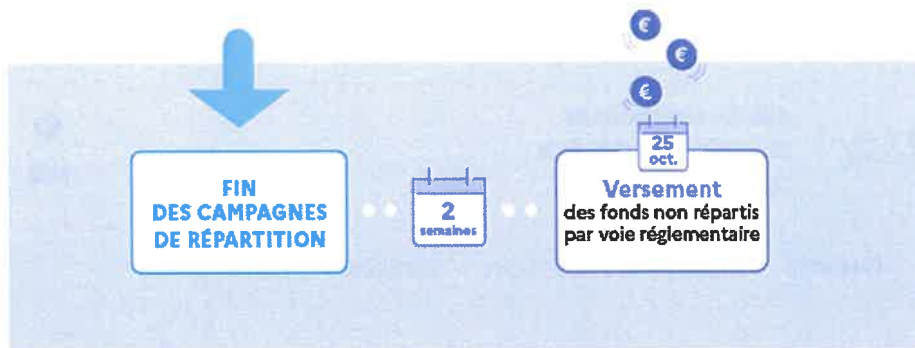 €
€
€
FIN
DES CAMPAGNES
DE RÉPARTITION
2
semaines
25
oct.
Versement
des fonds non répartis
par voie réglementaire